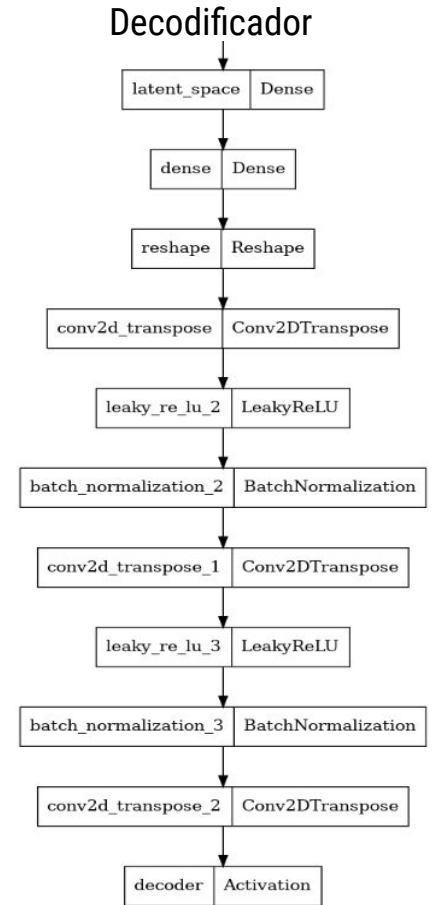 Decodificador
latent_space Dense
dense Dense
reshape Reshape
conv2d_transpose Conv2DTranspose
leaky_re_lu_2 LeakyReLU
batch_normalization_2 BatchNormalization
conv2d_transpose_1 Conv2DTranspose
leaky_re_lu_3 LeakyReLU
batch_normalization_3 BatchNormalization
conv2d_transpose_2 Conv2DTranspose
decoder Activation